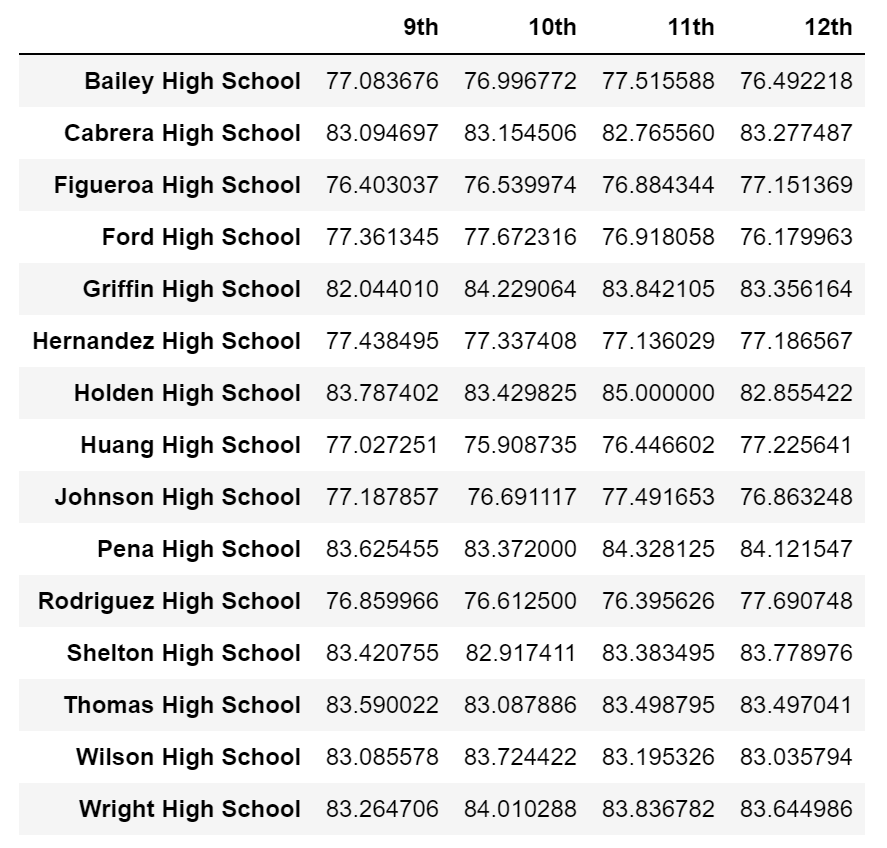 9th 10th 11th 12th
Bailey High School 77.083676 76.996772 77.515588 76.492218
Cabrera High School 83.094697 83.154506 82.765560 83.277487
Figueroa High School 76.403037 76.539974 76.884344 77.151369
Ford High School 77.361345 77.672316 76.918058 76.179963
Griffin High School 82.044010 84.229064 83.842105 83.356164
Hernandez High School 77.438495 77.337408 77.136029 77.186567
Holden High School 83.787402 83.429825 85.000000 82.855422
Huang High School 77.027251 75.908735 76.446602 77.225641
Johnson High School 77.187857 76.691117 77.491653 76.863248
Pena High School 83.625455 83.372000 84.328125 84.121547
Rodriguez High School 76.859966 76.612500 76.395626 77.690748
Shelton High School 83.420755 82.917411 83.383495 83.778976
Thomas High School 83.590022 83.087886 83.498795 83.497041
Wilson High School 83.085578 83.724422 83.195326 83.035794
Wright High School 83.264706 84.010288 83.836782 83.644986